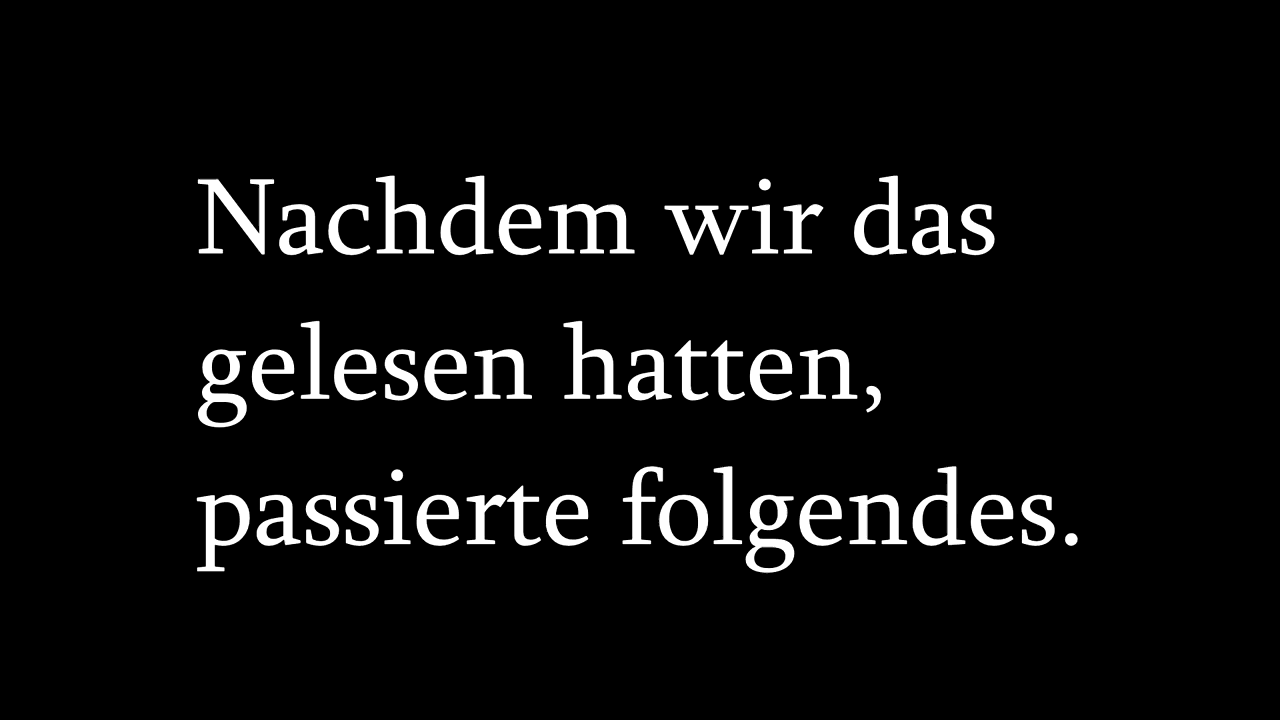 Nachdem wir das
gelesen hatten,
passierte folgendes.